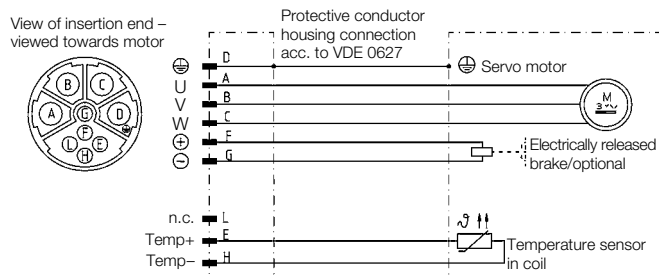 View of insertion end –
viewed towards motor
Protective conductor
housing connection
acc. to VDE 0627
B C
A G D
F
L E
H
D
Servo motor
U A
V B
W C
M
3~
+ F
− G
Electrically released
brake/optional
n.c. L
ϑ
Temp+ E
Temperature sensor
in coil
Temp− H